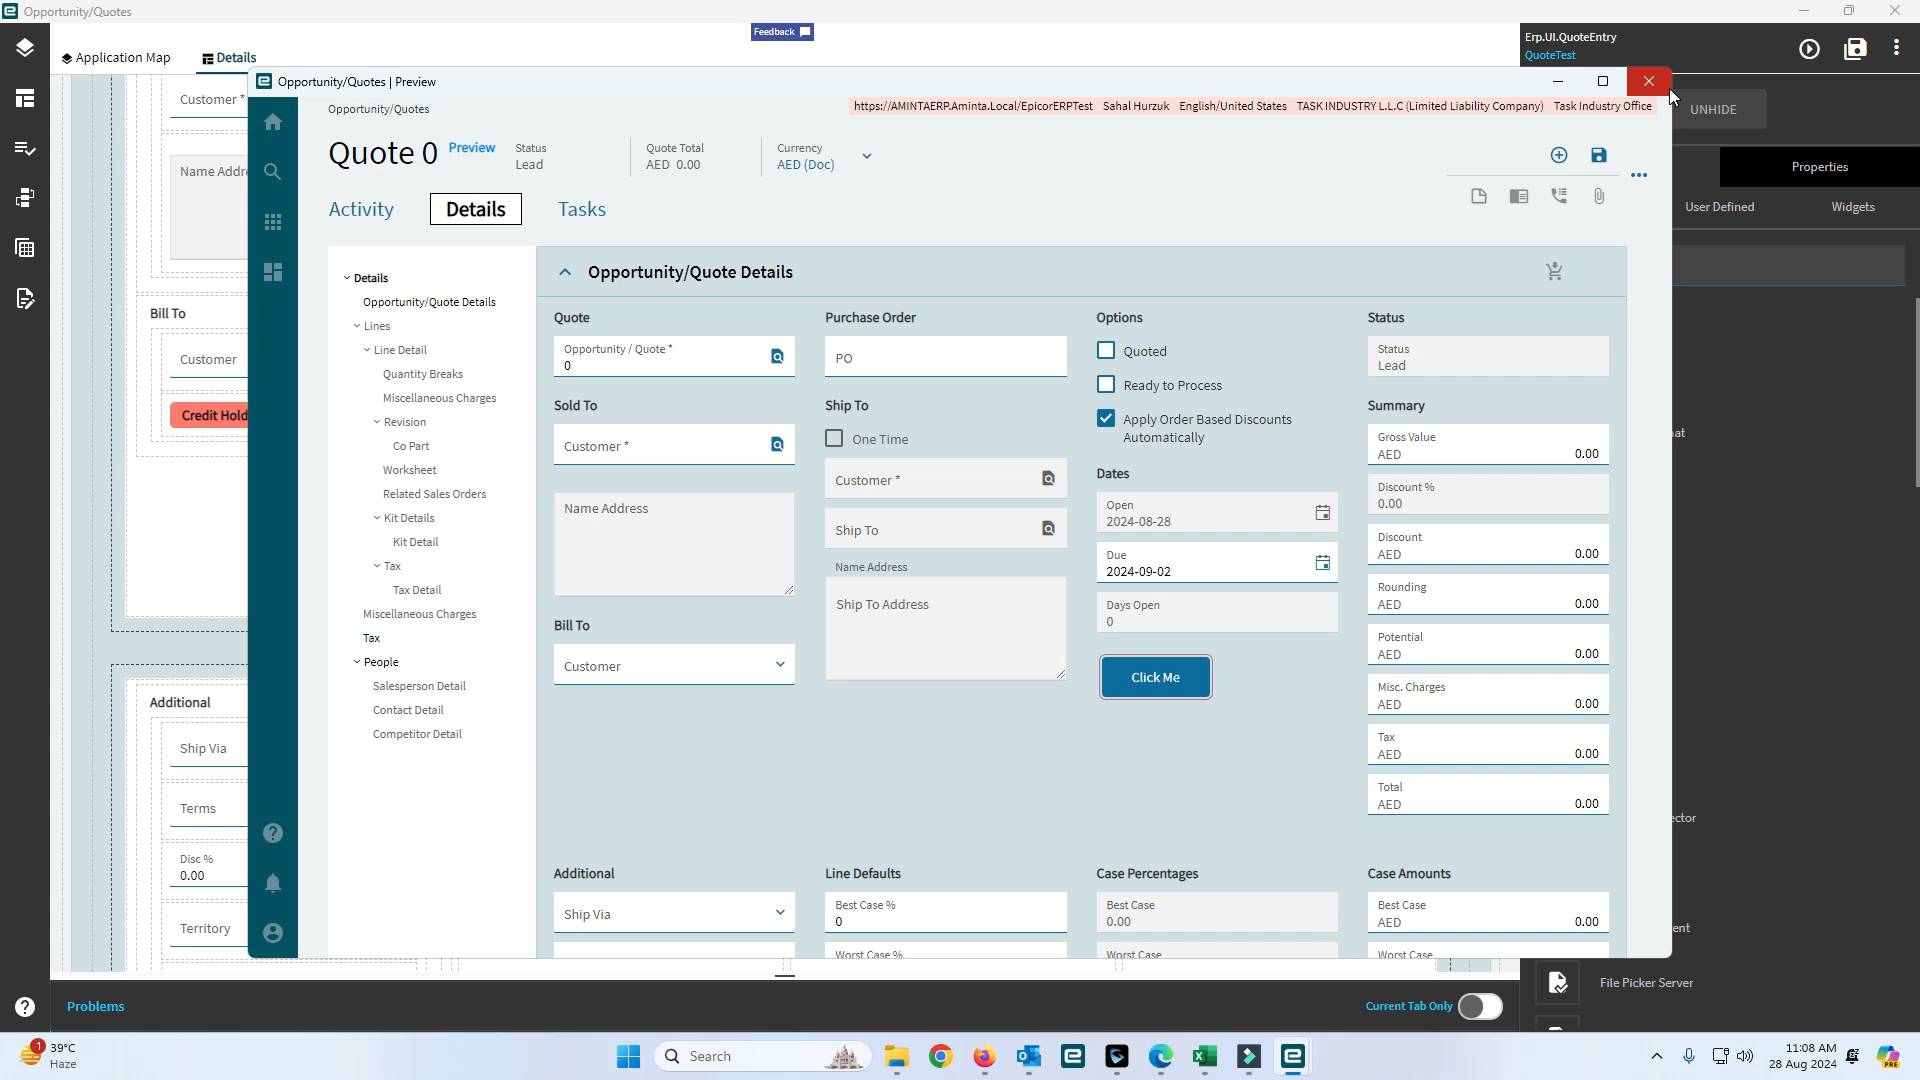 Opportunity/Quotes
Feedback
Application Map
Details
Erp.UI.QuoteEntry
QuoteTest
UNHIDE
Properties
User Defined
Widgets
Customer *
Name Addre
Bill To
Customer
Credit Hold
Additional
Ship Via
Terms
Disc %
0.00
Territory
Opportunity/Quotes | Preview
Opportunity/Quotes
https://AMINTAERP.Aminta.Local/EpicorERPTest Sahal Hurzuk English/United States TASK INDUSTRY L.L.C (Limited Liability Company) Task Industry Office
Quote 0 Preview
Status
Lead
Quote Total
AED 0.00
Currency
AED (Doc)
Activity
Details
Tasks
Details
Opportunity/Quote Details
Lines
Line Detail
Quantity Breaks
Miscellaneous Charges
Revision
Co Part
Worksheet
Related Sales Orders
Kit Details
Kit Detail
Tax
Tax Detail
Miscellaneous Charges
Tax
People
Salesperson Detail
Contact Detail
Competitor Detail
Opportunity/Quote Details
Quote
Opportunity / Quote *
0
Sold To
Customer *
Name Address
Bill To
Customer
Purchase Order
PO
Ship To
One Time
Customer *
Ship To
Name Address
Ship To Address
Options
Quoted
Ready to Process
Apply Order Based Discounts
Automatically
Dates
Open
2024-08-28
Due
2024-09-02
Days Open
0
Click Me
Status
Status
Lead
Summary
Gross Value
AED 0.00
Discount %
0.00
Discount
AED 0.00
Rounding
AED 0.00
Potential
AED 0.00
Misc. Charges
AED 0.00
Tax
AED 0.00
Total
AED 0.00
Additional
Ship Via
Line Defaults
Best Case %
0
Worst Case %
Case Percentages
Best Case
0.00
Worst Case
Case Amounts
Best Case
AED 0.00
Worst Case
at
ector
ent
File Picker Server
Problems
Current Tab Only
1
39°C
Haze
Search
11:08 AM
28 Aug 2024
PRE